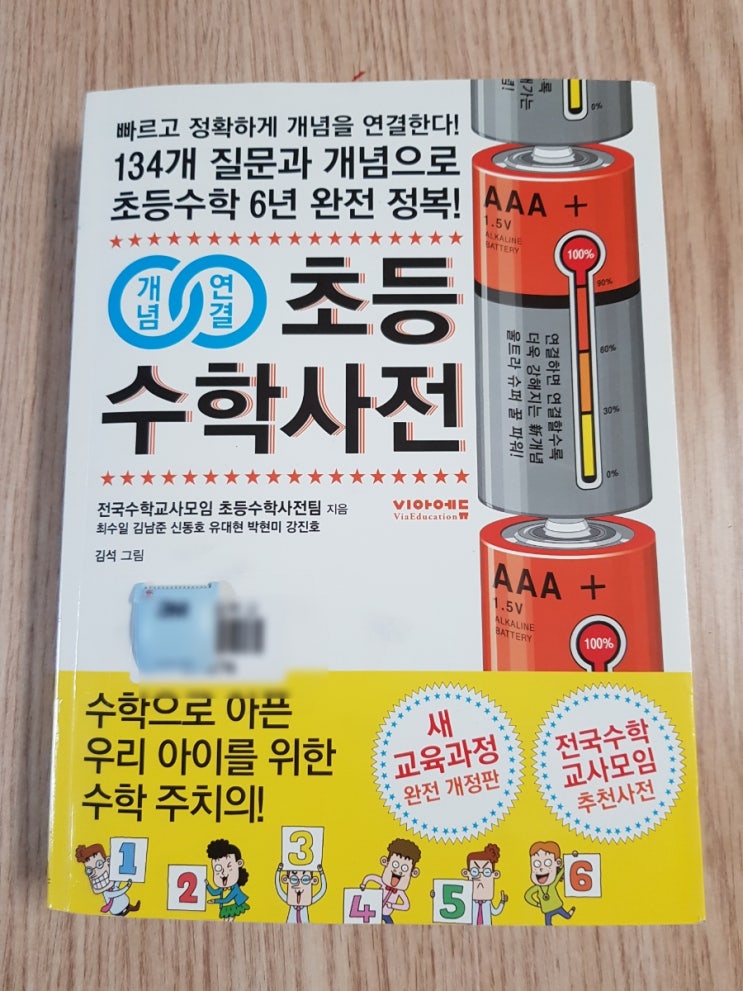 빠르고 정확하게 개념을 연결한다!
134개 질문과 개념으로
초등수학 6년 완전 정복!
개념 연결 초등
수학사전
전국수학교사모임 초등수학사전팀 지음
최수일 김남준 신동호 유대현 박현미 강진호
김석 그림
비아에듀
ViaEducation
6%
AAA +
1.5V
ALKALINE
BATTERY
100%
90%
60%
30%
0%
연결하면 연결할수록
더욱 강해지는 新개념
울트라 슈퍼 꿀 파워!
AAA +
1.5V
ALKALINE
BATTERY
100%
수학으로 아픈
우리 아이를 위한
수학 주치의!
새
교육과정
완전 개정판
전국수학
교사모임
추천사전
1
2
3
4
5
6